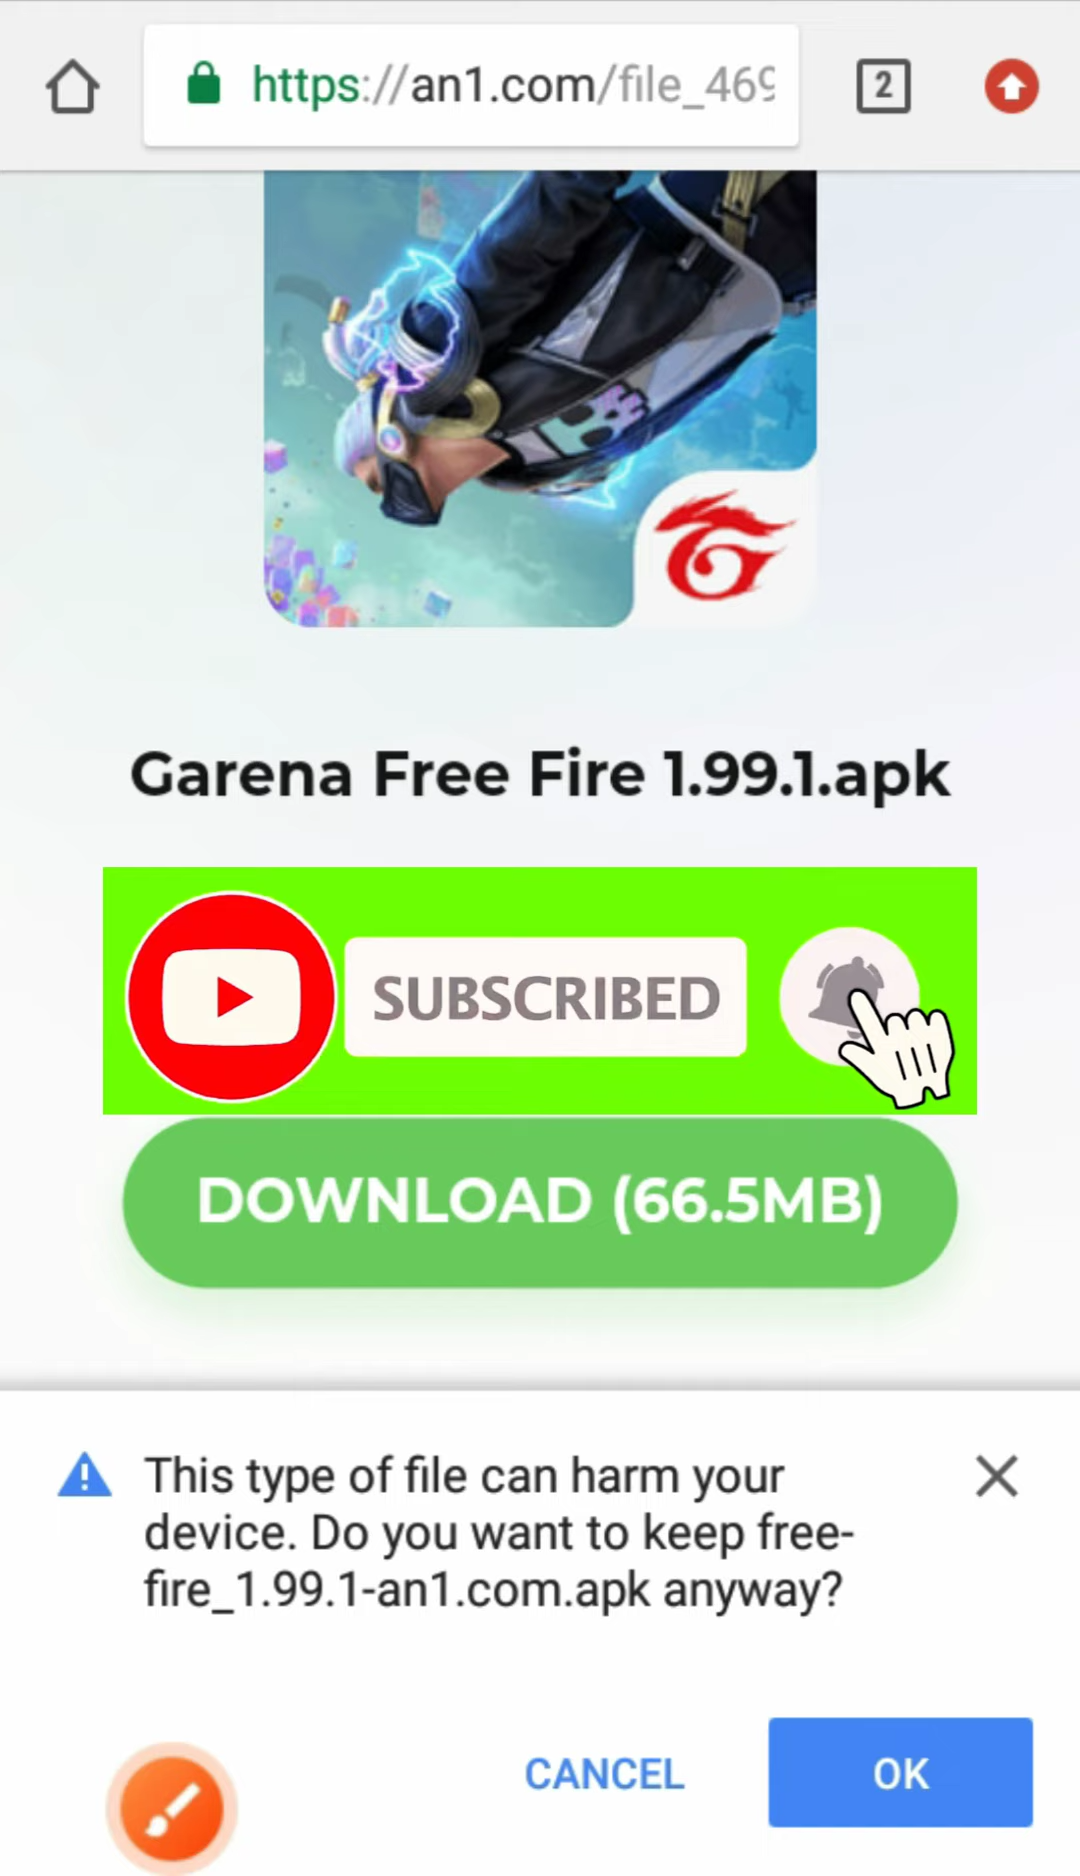 https://an1.com/file_469
2
Garena Free Fire 1.99.1.apk
SUBSCRIBED
DOWNLOAD (66.5MB)
This type of file can harm your
device. Do you want to keep free-
fire_1.99.1-an1.com.apk anyway?
CANCEL
OK